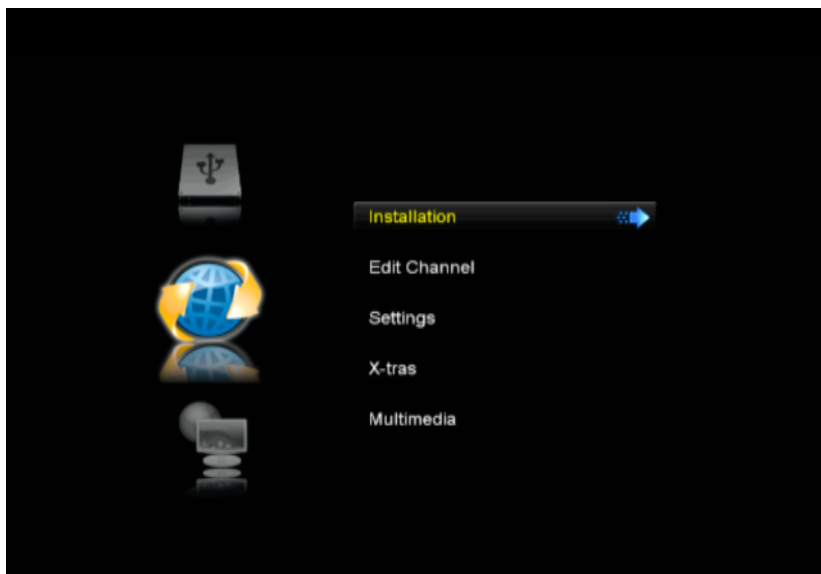 Installation
Edit Channel
Settings
X-tras
Multimedia